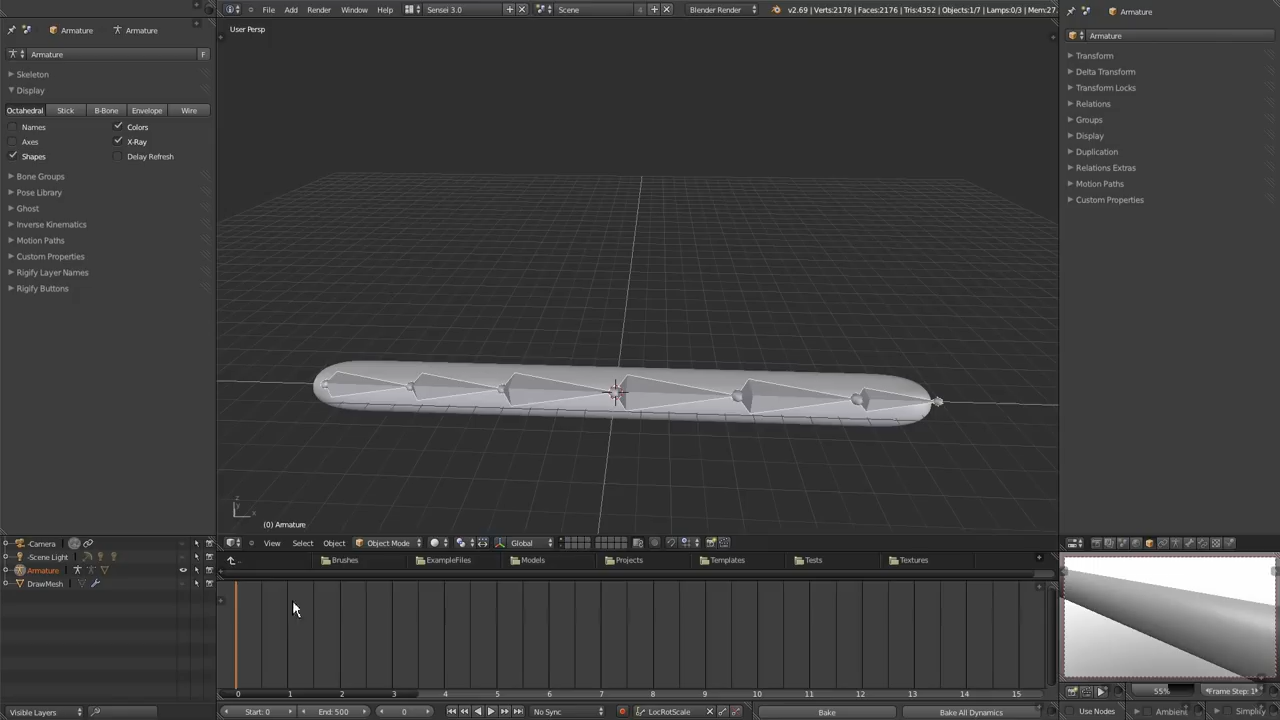 File Add Render Window Help Sensei 3.0 Scene 4 Blender Render v2.69 | Verts:2178 | Faces:2176 | Tris:4352 | Objects:1/7 | Lamps:0/3 | Mem:27.
Armature Armature Armature
User Persp
Armature F Armature
Skeleton Transform
Display Delta Transform
Octahedral Stick B-Bone Envelope Wire Transform Locks
Names Colors Relations
Axes X-Ray Groups
Shapes Delay Refresh Display
Bone Groups Duplication
Pose Library Relations Extras
Ghost Motion Paths
Inverse Kinematics Custom Properties
Motion Paths
Custom Properties
Rigify Layer Names
Rigify Buttons
z
y
x
(0) Armature
Camera View Select Object Object Mode Global
Scene Light Brushes ExampleFiles Models Projects Templates Tests Textures
Armature
DrawMesh
0 1 2 3 4 5 6 7 8 9 10 11 12 13 14 15
55% Frame Step: 1
Visible Layers Start: 0 End: 500 0 No Sync LocRotScale Bake Bake All Dynamics Use Nodes Ambient Simplify